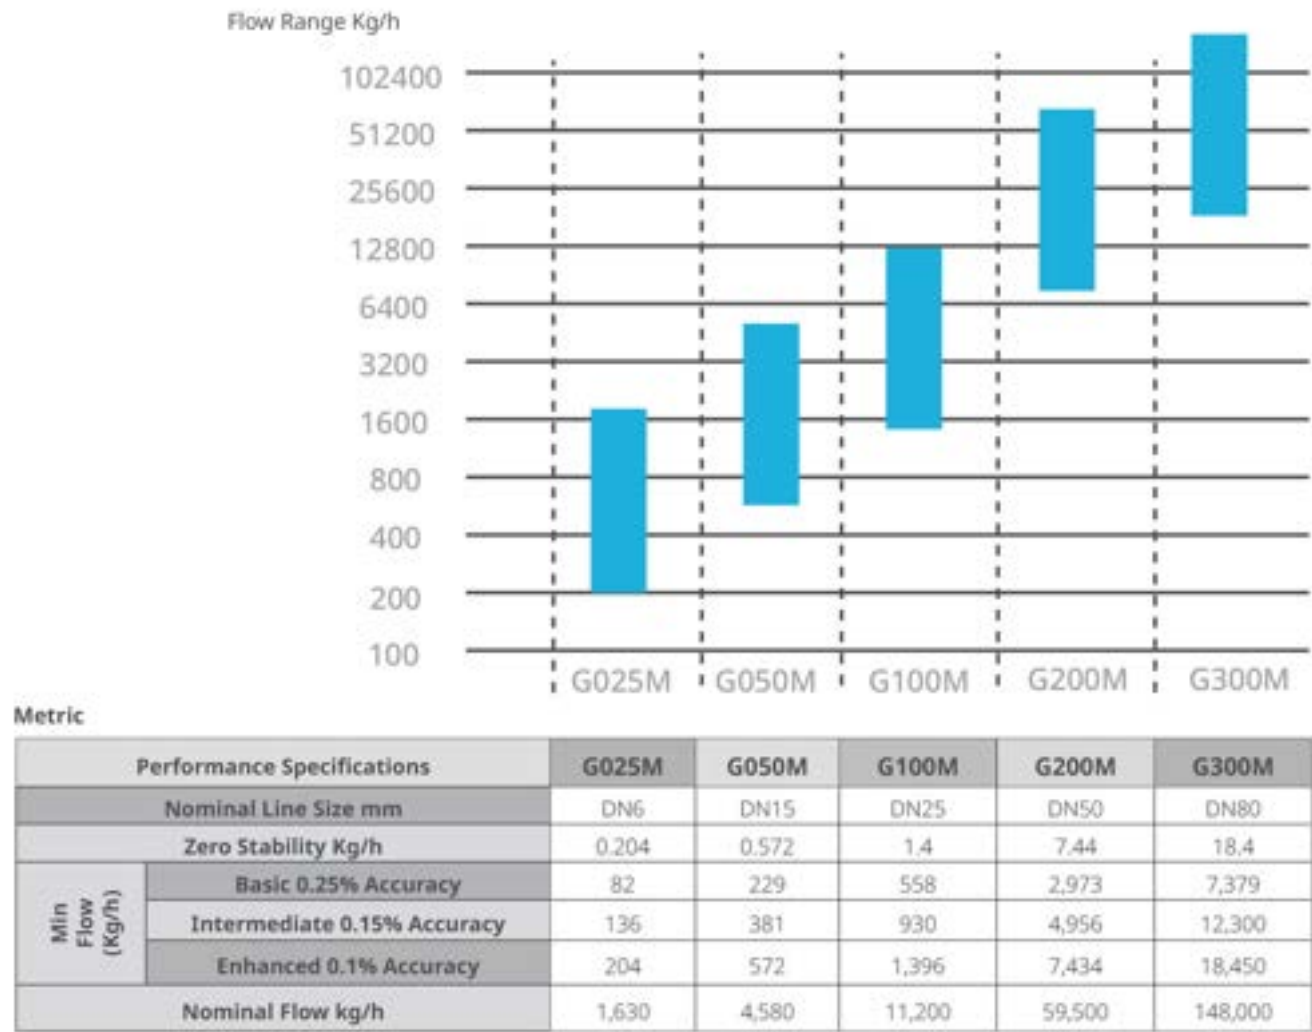 Flow Range Kg/h
102400
51200
25600
12800
6400
3200
1600
800
400
200
100
G025M G050M G100M G200M G300M
Metric
Performance Specifications G025M G050M G100M G200M G300M
Nominal Line Size mm DN6 DN15 DN25 DN50 DN80
Zero Stability Kg/h 0.204 0.572 1.4 7.44 18.4
Min Flow (Kg/h)
Basic 0.25% Accuracy 82 229 558 2,973 7,379
Intermediate 0.15% Accuracy 136 381 930 4,956 12,300
Enhanced 0.1% Accuracy 204 572 1,396 7,434 18,450
Nominal Flow kg/h 1,630 4,580 11,200 59,500 148,000